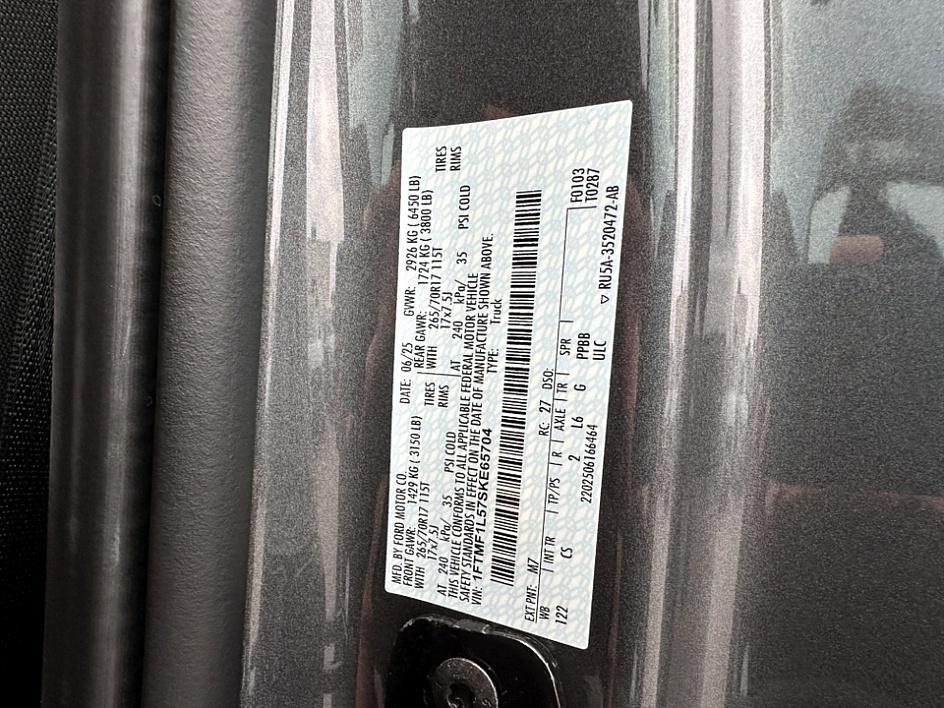 MFD. BY FORD MOTOR CO.
DATE: 06/25 GVWR: 2926 KG ( 6450 LB)
FRONT GAWR: 1429 KG ( 3150 LB) REAR GAWR: 1724 KG ( 3800 LB)
WITH 265/70R17 115T TIRES WITH 265/70R17 115T TIRES
17x7.5J RIMS 17x7.5J RIMS
AT 240 kPa/ 35 PSI COLD AT 240 kPa/ 35 PSI COLD
THIS VEHICLE CONFORMS TO ALL APPLICABLE FEDERAL MOTOR VEHICLE
SAFETY STANDARDS IN EFFECT ON THE DATE OF MANUFACTURE SHOWN ABOVE.
VIN: 1FTMF1L57SKE65704 TYPE: Truck
EXT PNT: M7 RC: 27 DSO: F0103
WB INT TR TP/PS R AXLE TR SPR T0287
122 CS 2 L6 G PPBB
2202506166464 ULC
▽ RU5A-3520472-AB